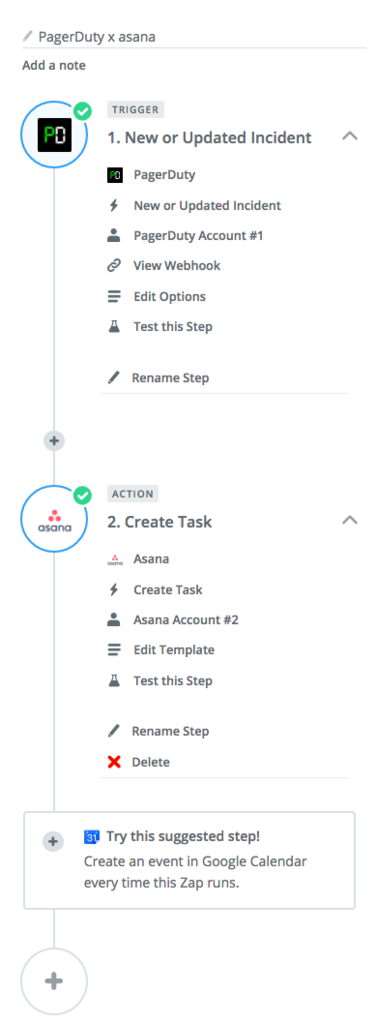 PagerDuty x asana
Add a note
TRIGGER
PD
1. New or Updated Incident
PD PagerDuty
New or Updated Incident
PagerDuty Account #1
View Webhook
Edit Options
Test this Step
Rename Step
ACTION
asana
2. Create Task
asana Asana
Create Task
Asana Account #2
Edit Template
Test this Step
Rename Step
Delete
31 Try this suggested step!
Create an event in Google Calendar
every time this Zap runs.